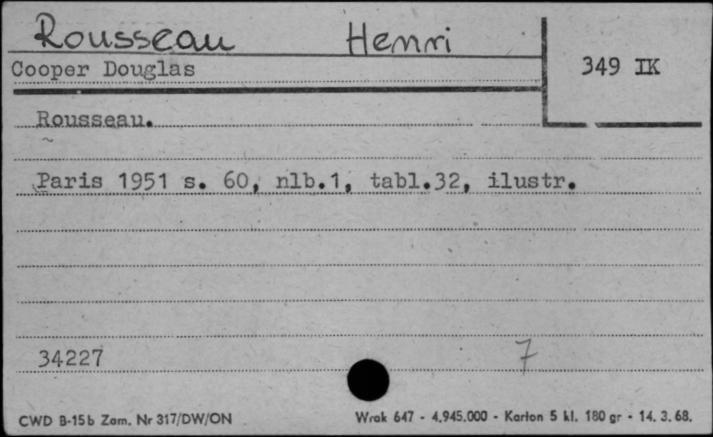 Rousseau Henri
Cooper Douglas
349 IK
Rousseau.
Paris 1951 s. 60, nlb.1, tabl.32, ilustr.
34227
7
CWD B-15b Zam. Nr 317/DW/ON Wrak 647 - 4.945.000 - Karton 5 kl. 180 gr - 14. 3. 68.